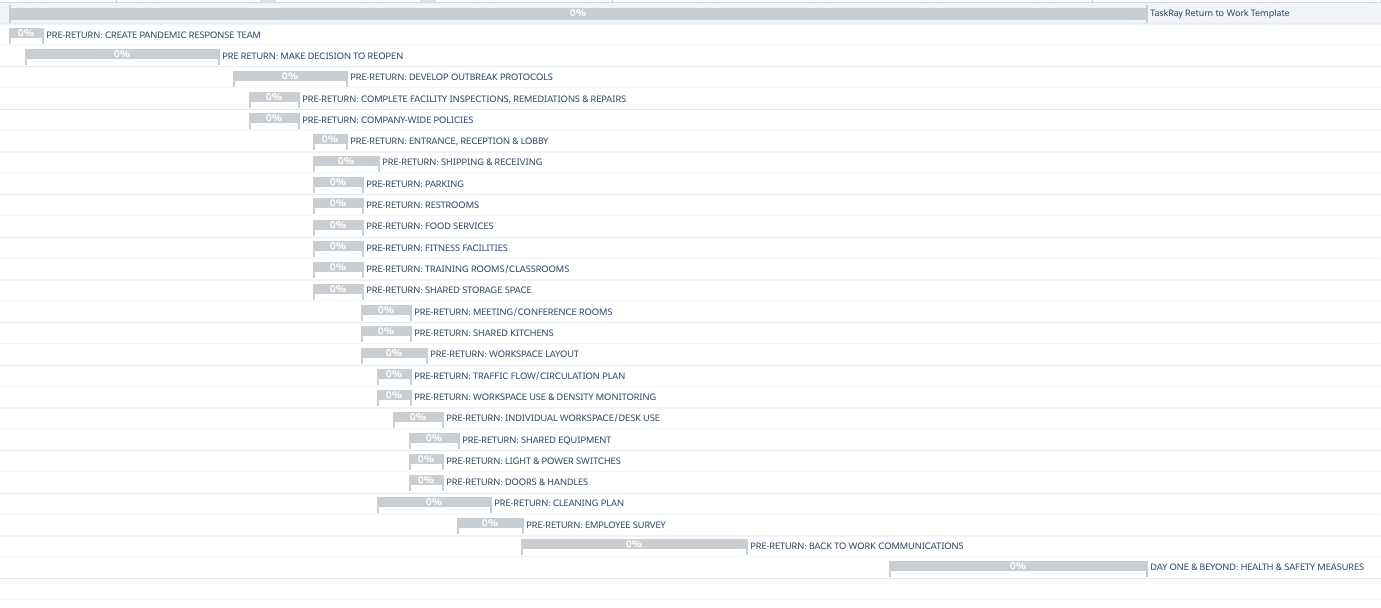 0% TaskRay Return to Work Template
0% PRE-RETURN: CREATE PANDEMIC RESPONSE TEAM
0% PRE RETURN: MAKE DECISION TO REOPEN
0% PRE-RETURN: DEVELOP OUTBREAK PROTOCOLS
0% PRE-RETURN: COMPLETE FACILITY INSPECTIONS, REMEDIATIONS & REPAIRS
0% PRE-RETURN: COMPANY-WIDE POLICIES
0% PRE-RETURN: ENTRANCE, RECEPTION & LOBBY
0% PRE-RETURN: SHIPPING & RECEIVING
0% PRE-RETURN: PARKING
0% PRE-RETURN: RESTROOMS
0% PRE-RETURN: FOOD SERVICES
0% PRE-RETURN: FITNESS FACILITIES
0% PRE-RETURN: TRAINING ROOMS/CLASSROOMS
0% PRE-RETURN: SHARED STORAGE SPACE
0% PRE-RETURN: MEETING/CONFERENCE ROOMS
0% PRE-RETURN: SHARED KITCHENS
0% PRE-RETURN: WORKSPACE LAYOUT
0% PRE-RETURN: TRAFFIC FLOW/CIRCULATION PLAN
0% PRE-RETURN: WORKSPACE USE & DENSITY MONITORING
0% PRE-RETURN: INDIVIDUAL WORKSPACE/DESK USE
0% PRE-RETURN: SHARED EQUIPMENT
0% PRE-RETURN: LIGHT & POWER SWITCHES
0% PRE-RETURN: DOORS & HANDLES
0% PRE-RETURN: CLEANING PLAN
0% PRE-RETURN: EMPLOYEE SURVEY
0% PRE-RETURN: BACK TO WORK COMMUNICATIONS
0% DAY ONE & BEYOND: HEALTH & SAFETY MEASURES